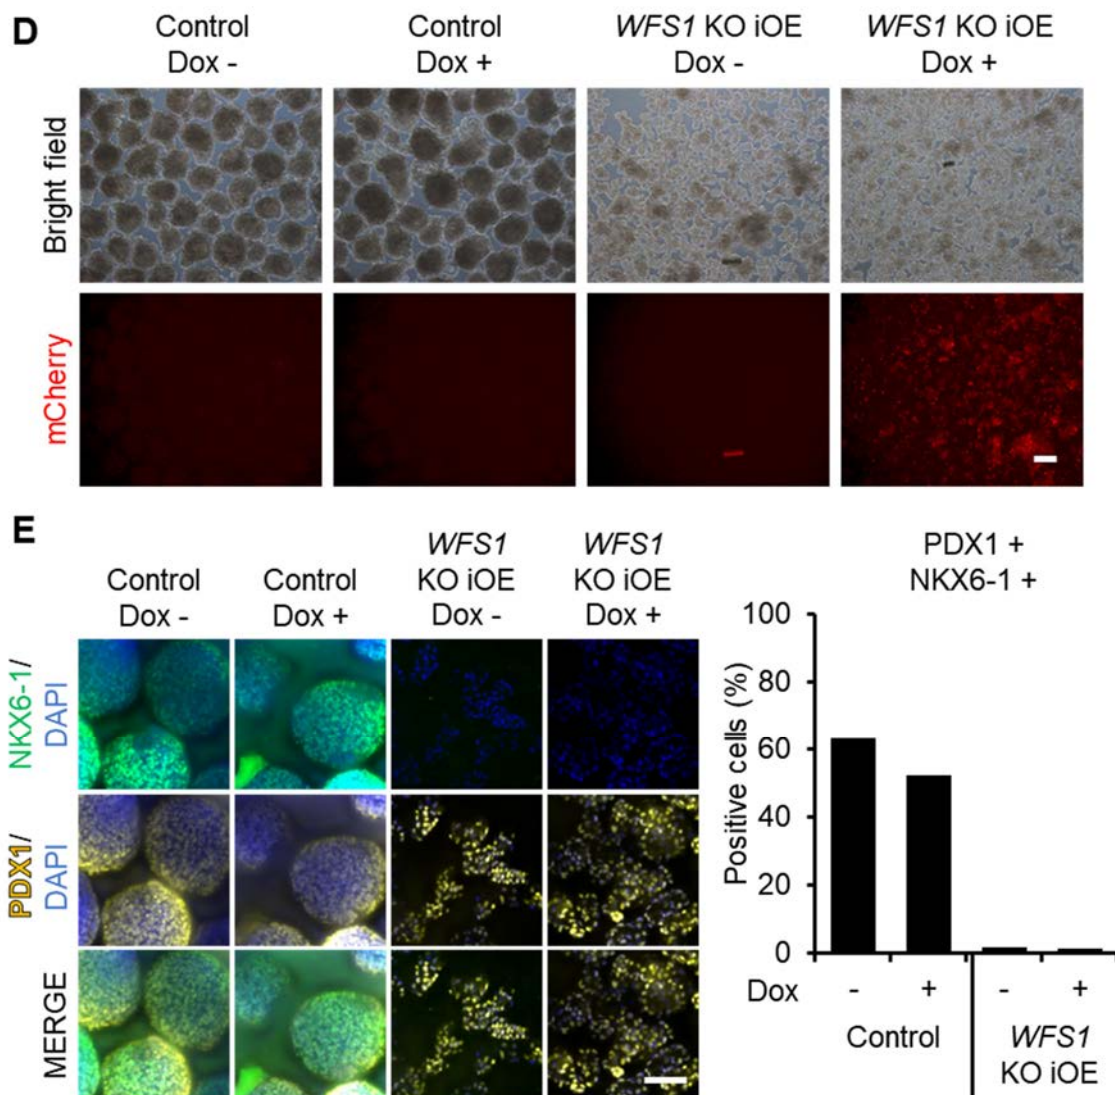 D
Control
Dox -
Control
Dox +
WFS1 KO iOE
Dox -
WFS1 KO iOE
Dox +
Bright field
mCherry
E
Control
Dox -
Control
Dox +
WFS1
KO iOE
Dox -
WFS1
KO iOE
Dox +
NKX6-1/
DAPI
PDX1/
DAPI
MERGE
PDX1 +
NKX6-1 +
Positive cells (%)
100
80
60
40
20
0
Dox - + - +
Control
WFS1
KO iOE